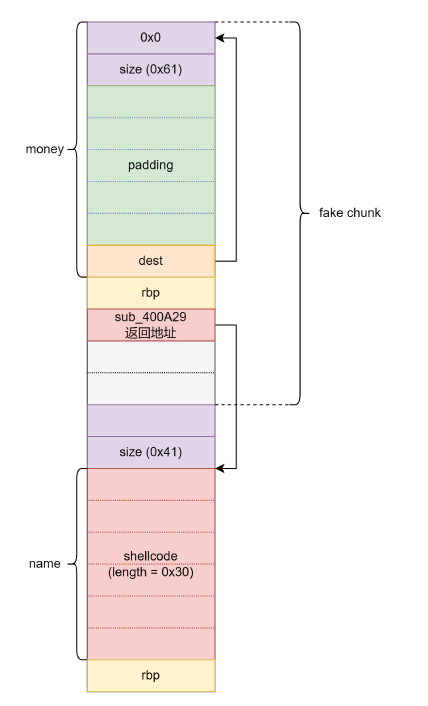 0x0
size (0x61)
money
padding
fake chunk
dest
rbp
sub_400A29
返回地址
size (0x41)
name
shellcode
(length = 0x30)
rbp